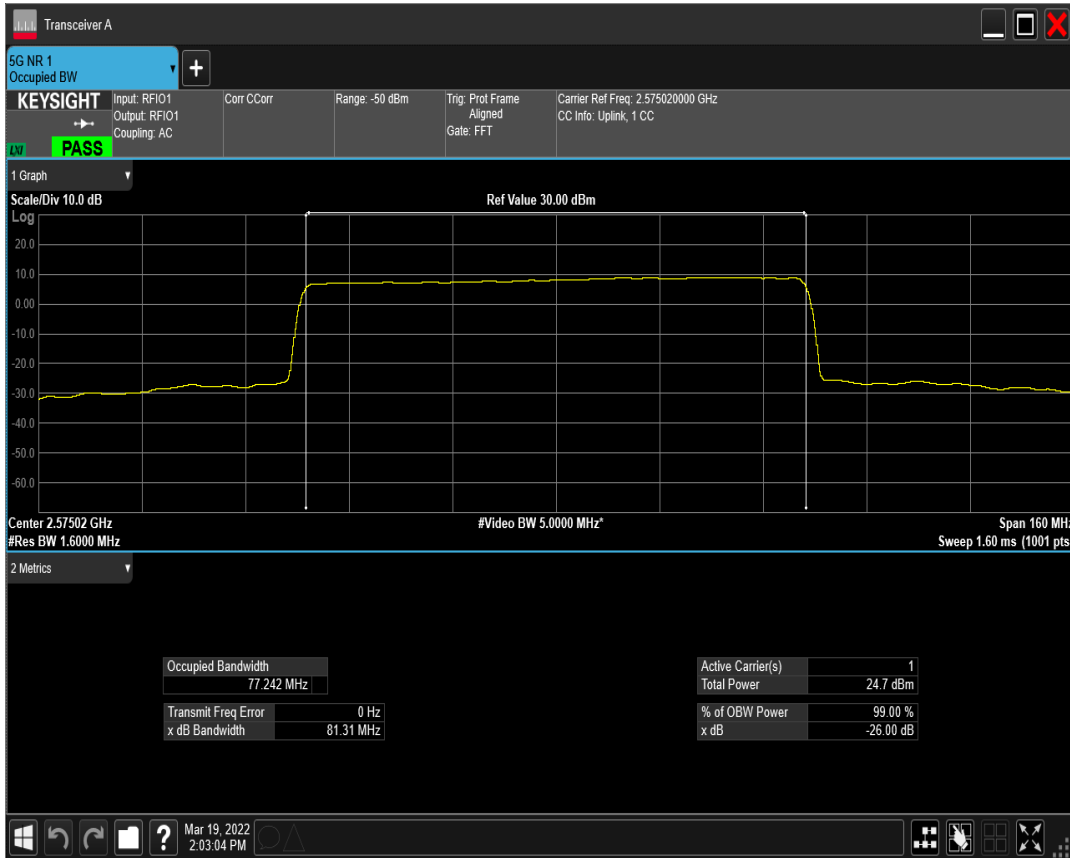 Transceiver A
5G NR 1
Occupied BW
+
KEYSIGHT
LXI
PASS
Input: RFIO1
Output: RFIO1
Coupling: AC
Corr CCorr
Range: -50 dBm
Trig: Prot Frame
Aligned
Gate: FFT
Carrier Ref Freq: 2.575020000 GHz
CC Info: Uplink, 1 CC
1 Graph
Scale/Div 10.0 dB
Ref Value 30.00 dBm
Log
20.0
10.0
0.00
-10.0
-20.0
-30.0
-40.0
-50.0
-60.0
Center 2.57502 GHz
#Video BW 5.0000 MHz*
Span 160 MHz
#Res BW 1.6000 MHz
Sweep 1.60 ms (1001 pts
2 Metrics
Occupied Bandwidth
77.242 MHz
Transmit Freq Error 0 Hz
x dB Bandwidth 81.31 MHz
Active Carrier(s) 1
Total Power 24.7 dBm
% of OBW Power 99.00 %
x dB -26.00 dB
?
Mar 19, 2022
2:03:04 PM